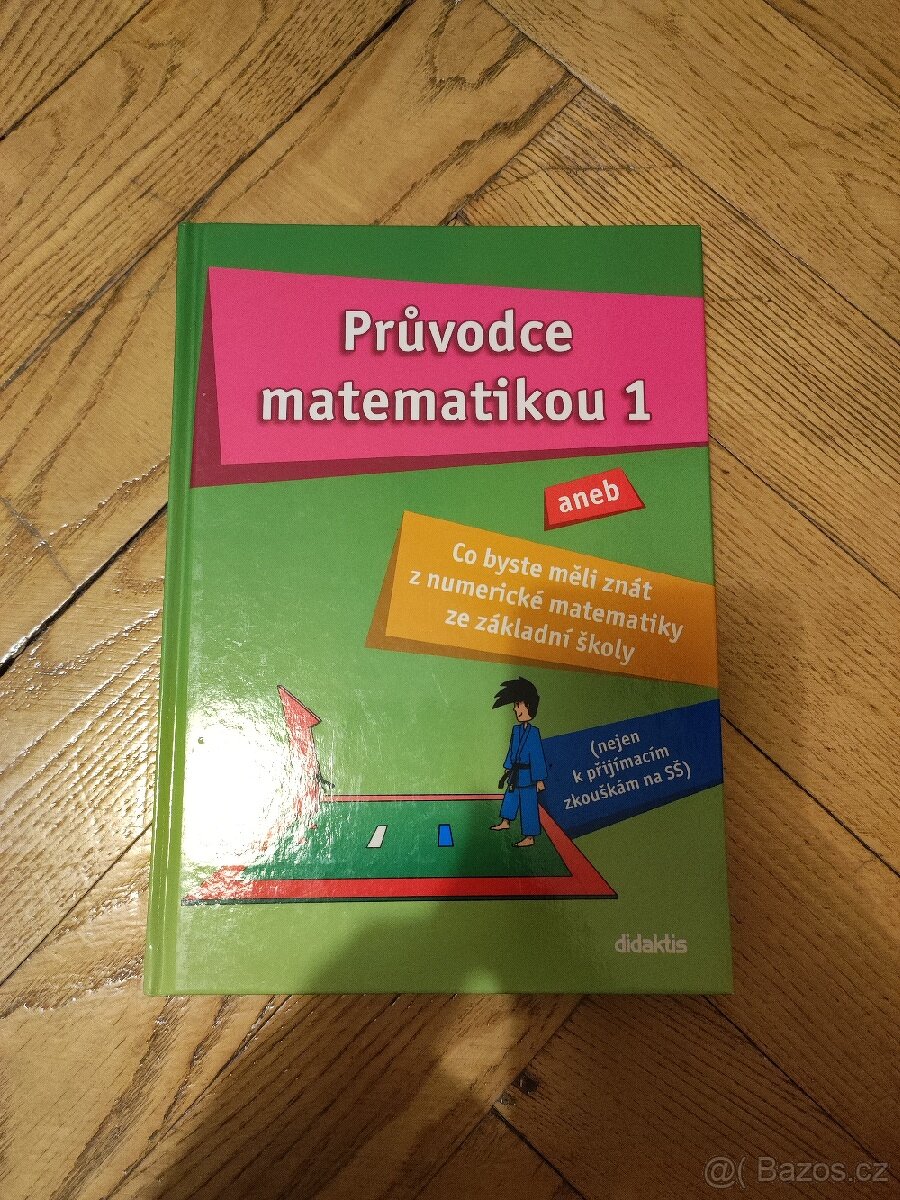 Průvodce
matematikou 1
aneb
Co byste měli znát
z numerické matematiky
ze základní školy
(nejen
k přijímacím
zkouškám na SŠ)
didaktis
@( Bazos.cz